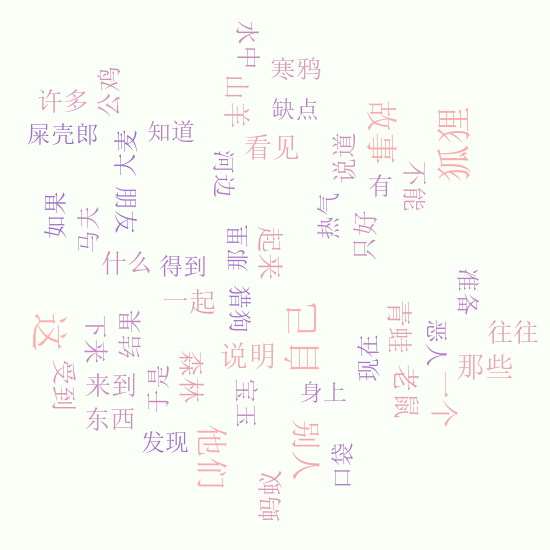 水中
寒鸦
公鸡
山羊
许多
缺点
故事
狐狸
屎壳郎
知道
大麦
看见
说道
河边
有
不能
如果
朋友
马夫
热气
只好
那里
起来
什么
得到
猎狗
一起
准备
自己
这
下来
结果
青蛙
恶人
往往
说明
现在
那些
受到
来到
于是
森林
宝玉
身上
老鼠
一个
东西
发现
他们
别人
口袋
蚂蚁